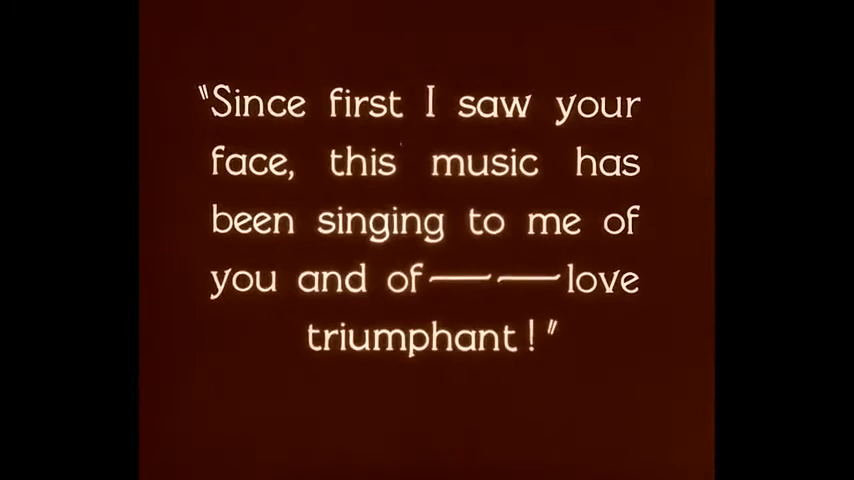 "Since first I saw your
face, this music has
been singing to me of
you and of—— —love
triumphant!"